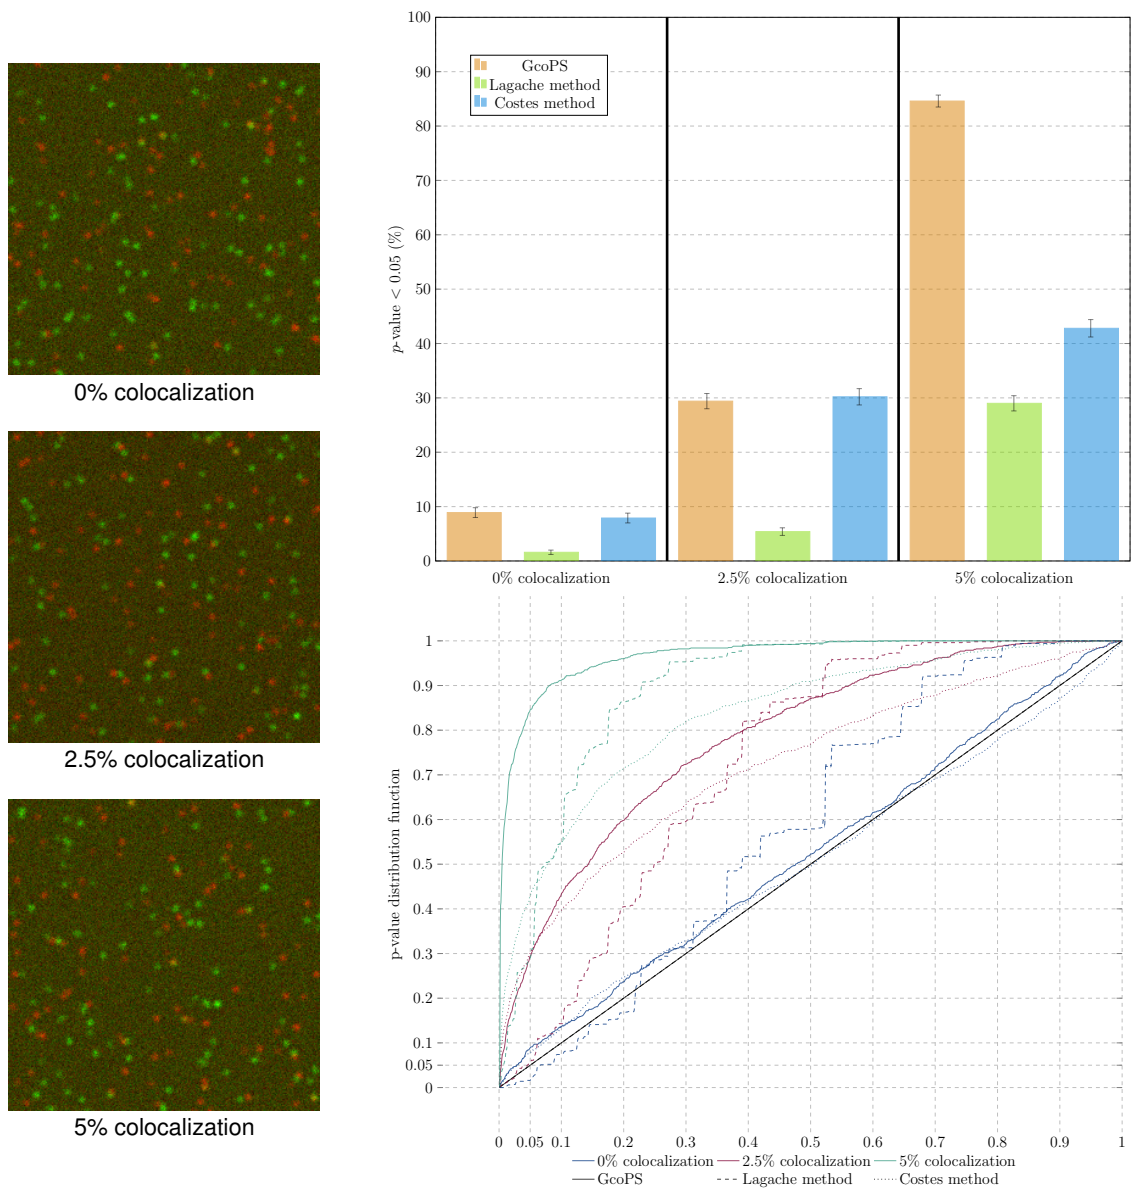 0% colocalization
2.5% colocalization
5% colocalization
100
90
80
70
60
50
40
30
20
10
0
p-value < 0.05 (%)
GcoPS
Lagache method
Costes method
0% colocalization
2.5% colocalization
5% colocalization
1
0.9
0.8
0.7
0.6
0.5
0.4
0.3
0.2
0.1
0.05
0
p-value distribution function
0 0.05 0.1 0.2 0.3 0.4 0.5 0.6 0.7 0.8 0.9 1
0% colocalization 2.5% colocalization 5% colocalization
GcoPS Lagache method Costes method